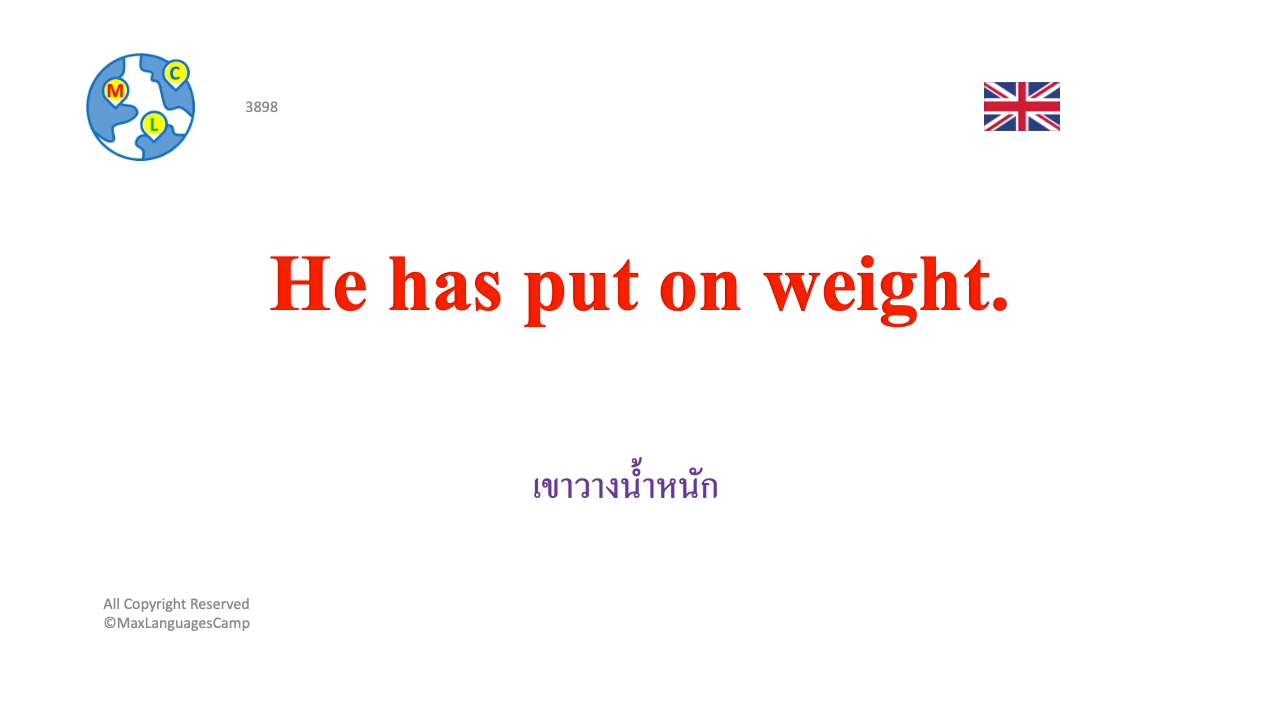 C
M
L
3898
He has put on weight.
เขาวางน้ำหนัก
All Copyright Reserved
©MaxLanguagesCamp